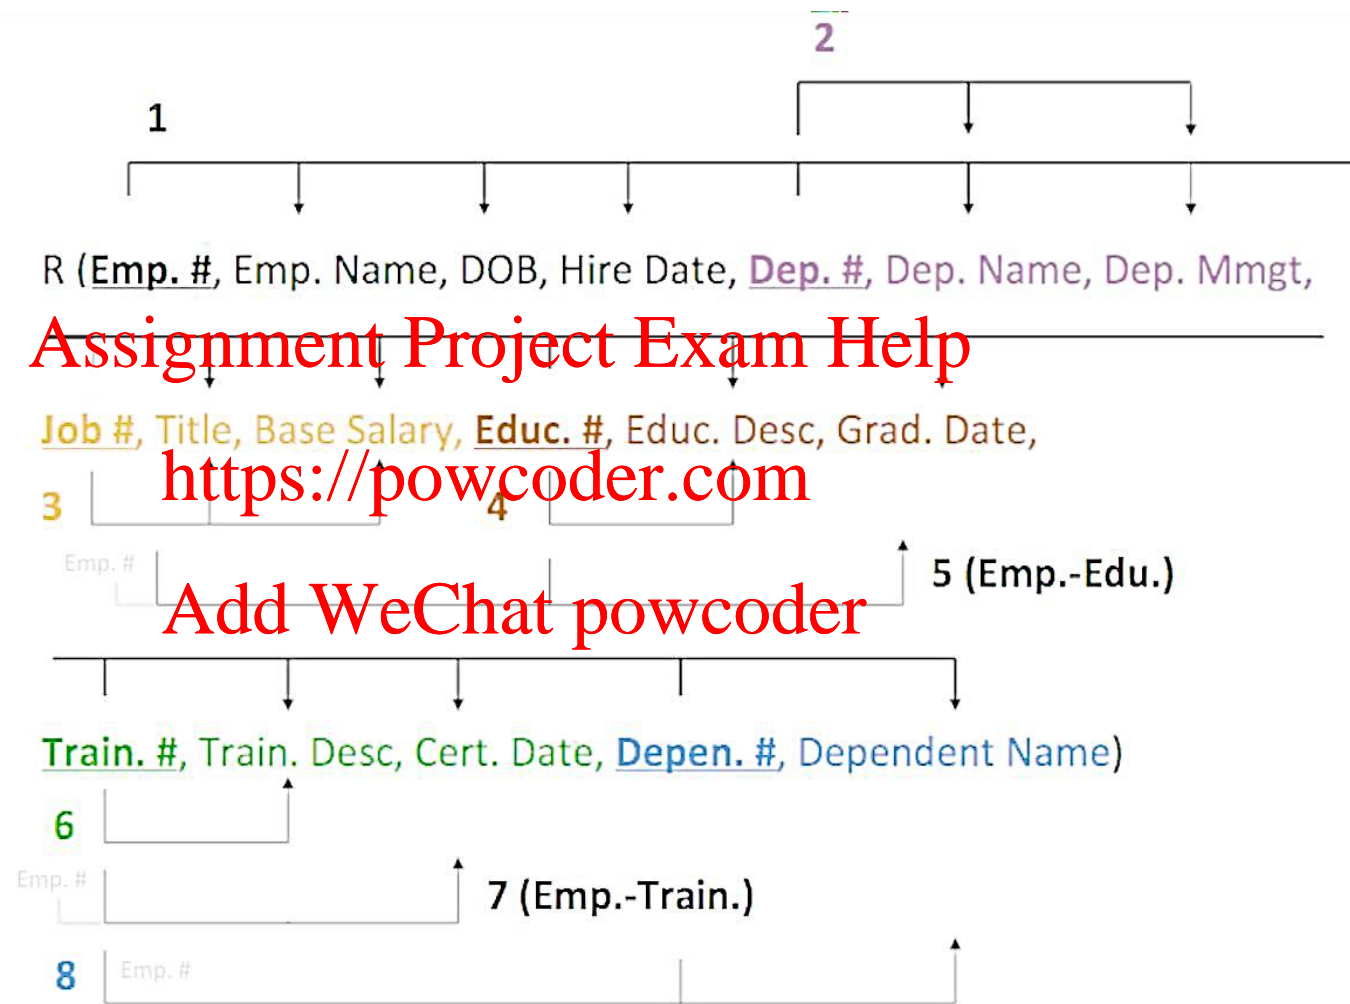 2
1
R (Emp. #, Emp. Name, DOB, Hire Date, Dep. #, Dep. Name, Dep. Mmgt,
Assignment Project Exam Help
Job #, Title, Base Salary, Educ. #, Educ. Desc, Grad. Date,
https://powcoder.com
3 4
Emp. # 5 (Emp.-Edu.)
Add WeChat powcoder
Train. #, Train. Desc, Cert. Date, Depen. #, Dependent Name)
6
Emp. # 7 (Emp.-Train.)
8 Emp. #